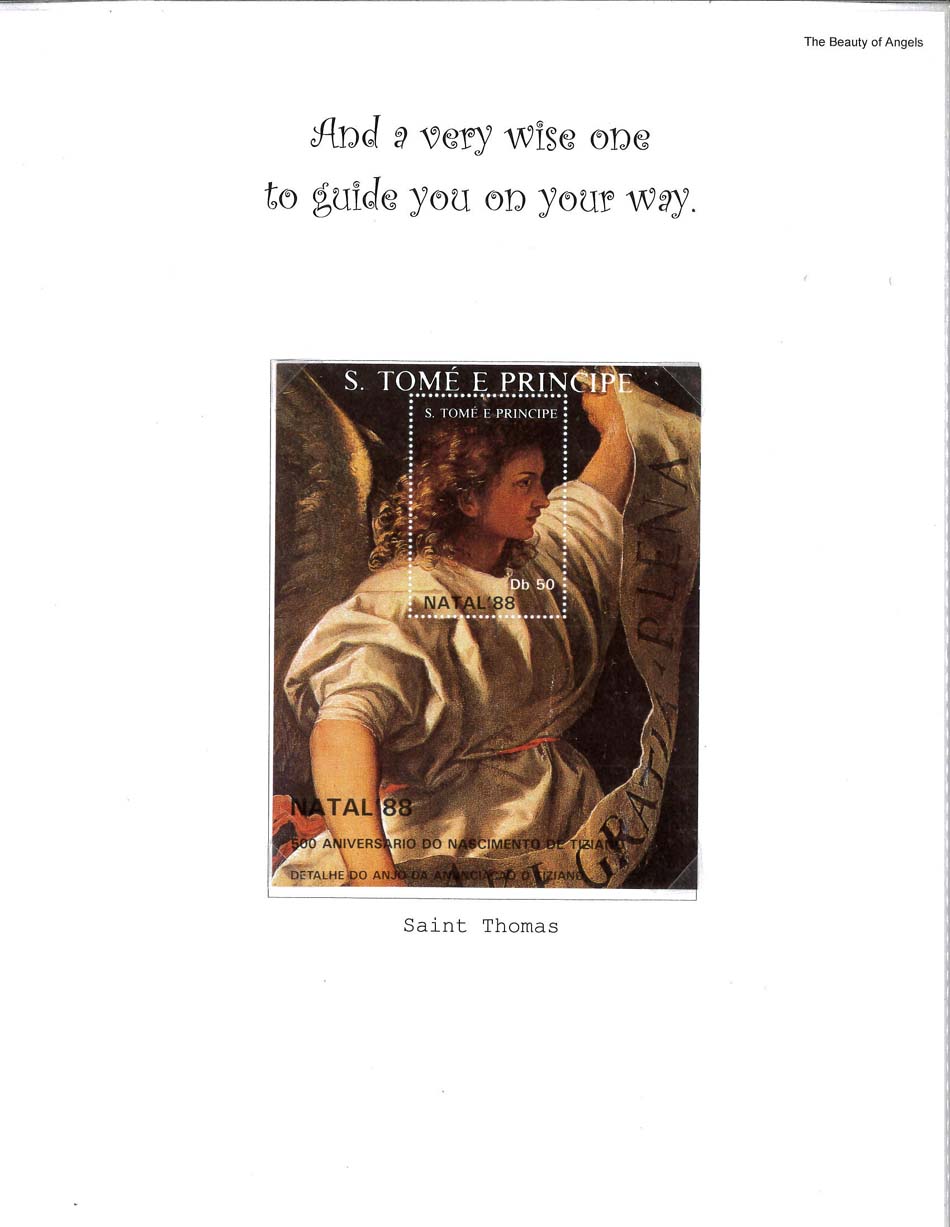 The Beauty of Angels
And a very wise one
to guide you on your way.
S. TOMÉ E PRINCIPE
S. TOMÉ E PRINCIPE
Db 50
NATAL'88
PLENA
GRATIA
NATAL'88
500 ANIVERSARIO DO NASCIMENTO DE TIZIANO
DETALHE DO ANJO DA ANUNCIAÇAO D TIZIANO
Saint Thomas